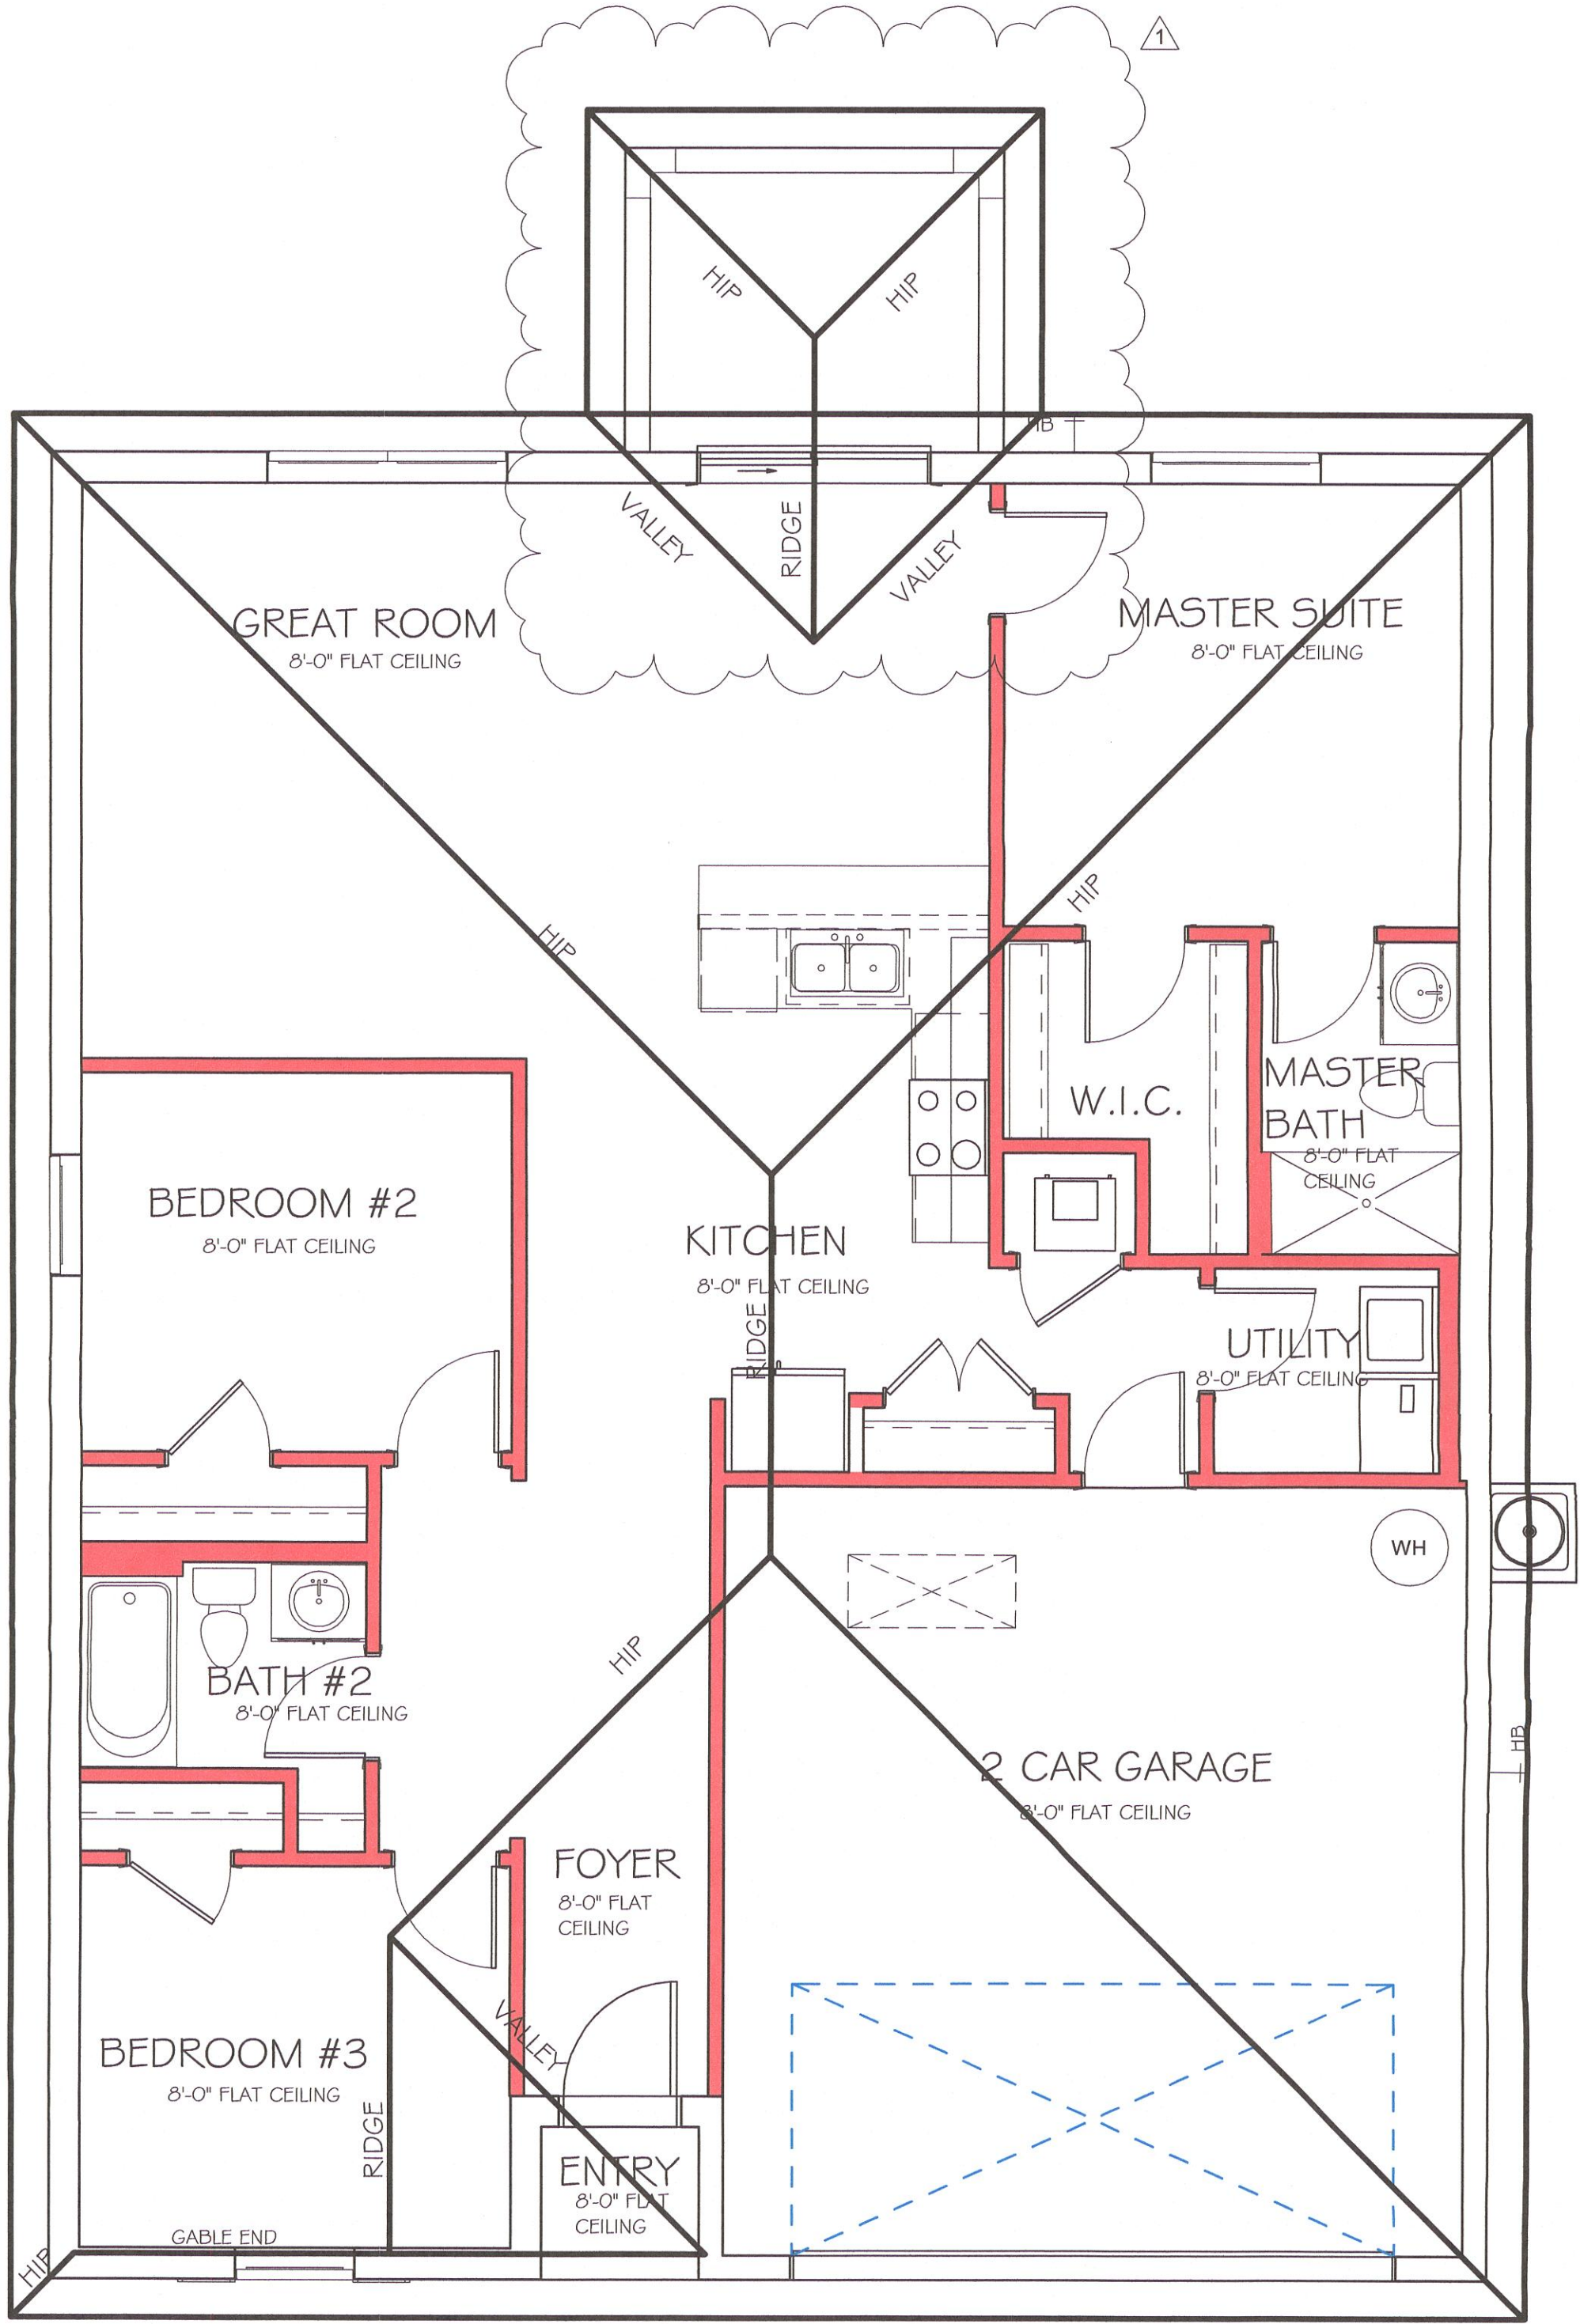 1
HIP
HIP
HB
VALLEY
RIDGE
VALLEY
GREAT ROOM
8'-0" FLAT CEILING
MASTER SUITE
8'-0" FLAT CEILING
HIP
HIP
MASTER
BATH
8'-0" FLAT
CEILING
W.I.C.
BEDROOM #2
8'-0" FLAT CEILING
KITCHEN
8'-0" FLAT CEILING
RIDGE
UTILITY
8'-0" FLAT CEILING
WH
HIP
BATH #2
8'-0" FLAT CEILING
HB
2 CAR GARAGE
8'-0" FLAT CEILING
FOYER
8'-0" FLAT
CEILING
VALLEY
BEDROOM #3
8'-0" FLAT CEILING
RIDGE
ENTRY
8'-0" FLAT
CEILING
GABLE END
HIP